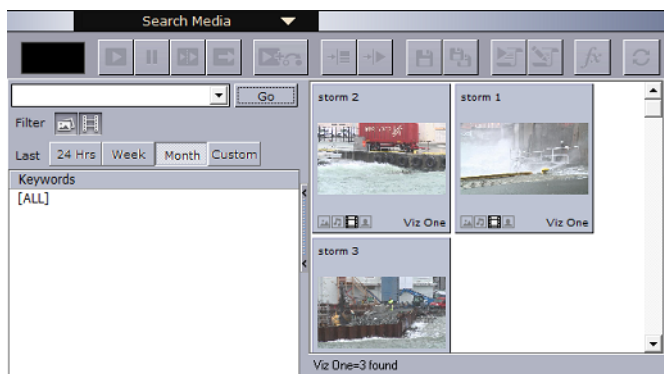 Search Media
Go
Filter
Last 24 Hrs Week Month Custom
Keywords
[ALL]
storm 2
Viz One
storm 1
Viz One
storm 3
fx
Viz One=3 found